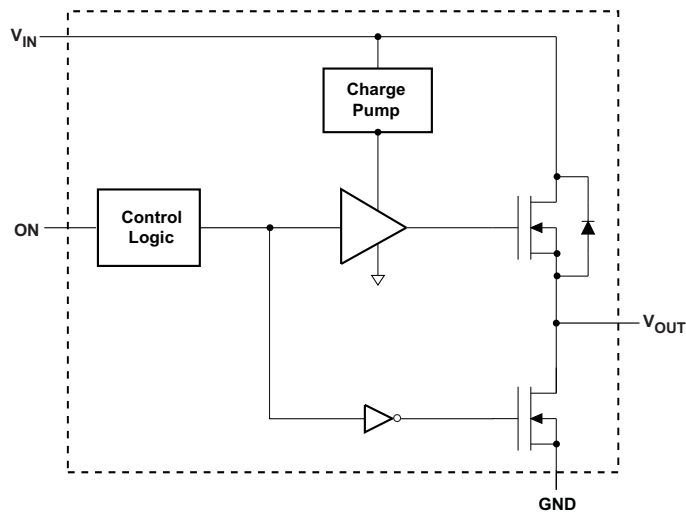 VIN
Charge
Pump
ON
Control
Logic
VOUT
GND